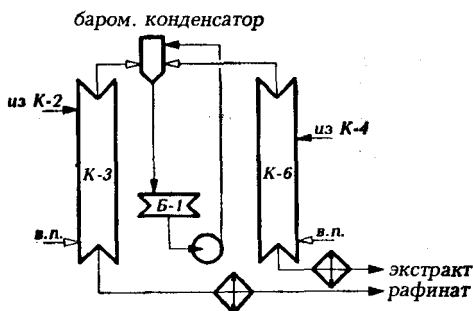 баром. конденсатор
из К-2
из К-4
К-3
К-6
Б-1
в.п.
в.п.
экстракт
рафинат